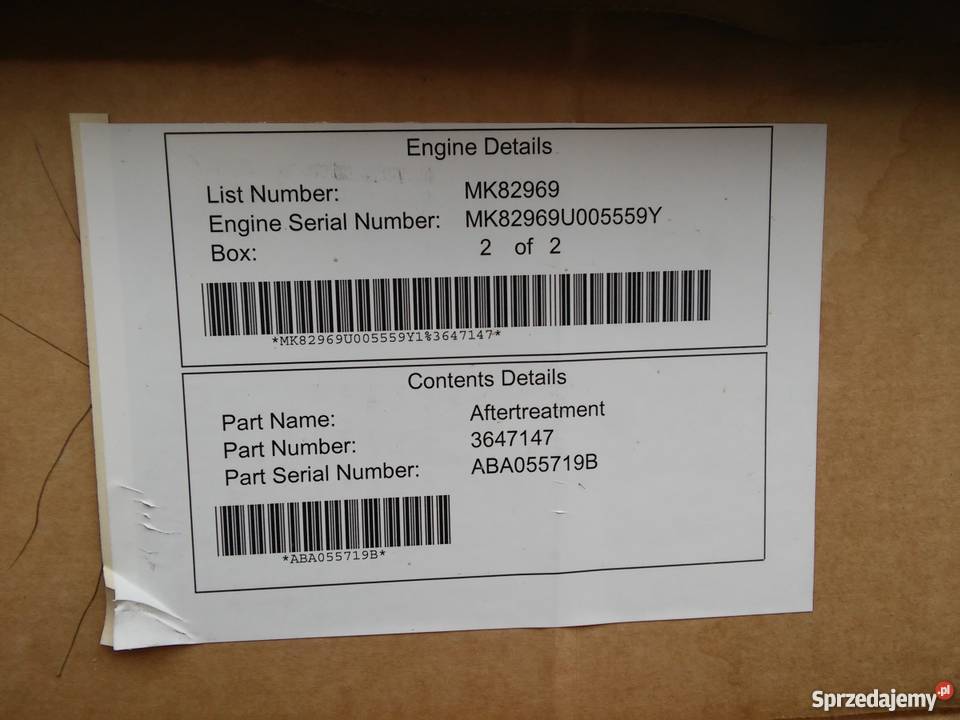 Engine Details
List Number: MK82969
Engine Serial Number: MK82969U005559Y
Box: 2 of 2
*MK82969U005559Y1%3647147*
Contents Details
Part Name: Aftertreatment
Part Number: 3647147
Part Serial Number: ABA055719B
*ABA055719B*
Sprzedajemy.pl